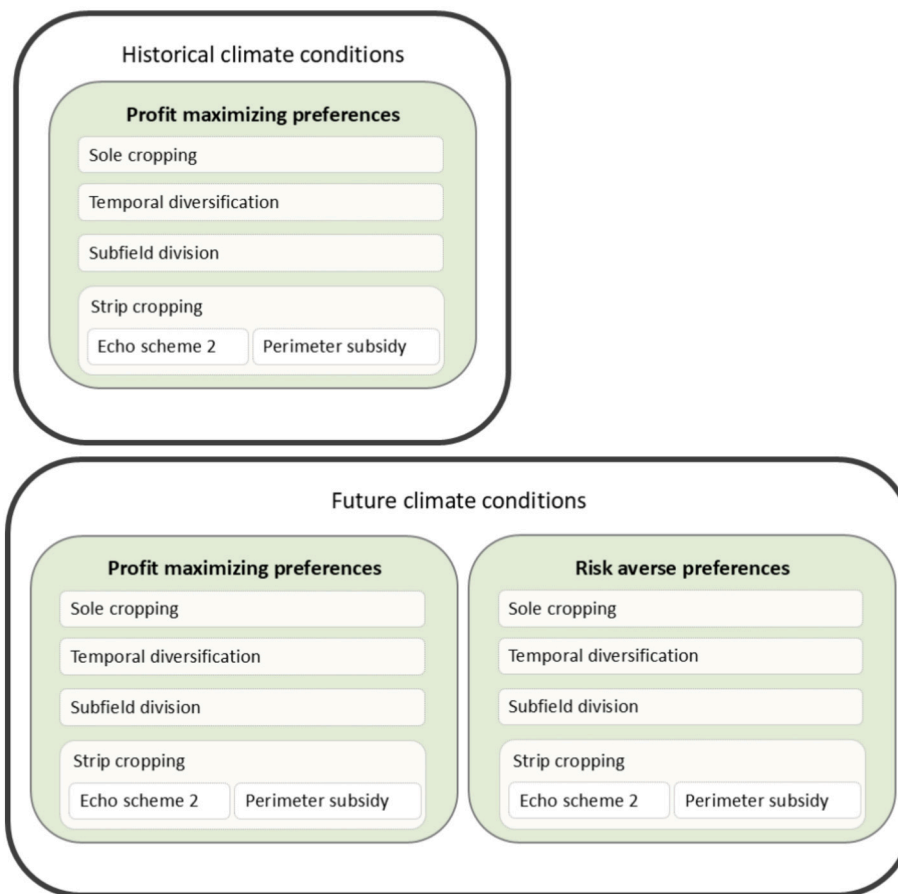 Historical climate conditions
Profit maximizing preferences
Sole cropping
Temporal diversification
Subfield division
Strip cropping
Echo scheme 2
Perimeter subsidy
Future climate conditions
Profit maximizing preferences
Sole cropping
Temporal diversification
Subfield division
Strip cropping
Echo scheme 2
Perimeter subsidy
Risk averse preferences
Sole cropping
Temporal diversification
Subfield division
Strip cropping
Echo scheme 2
Perimeter subsidy